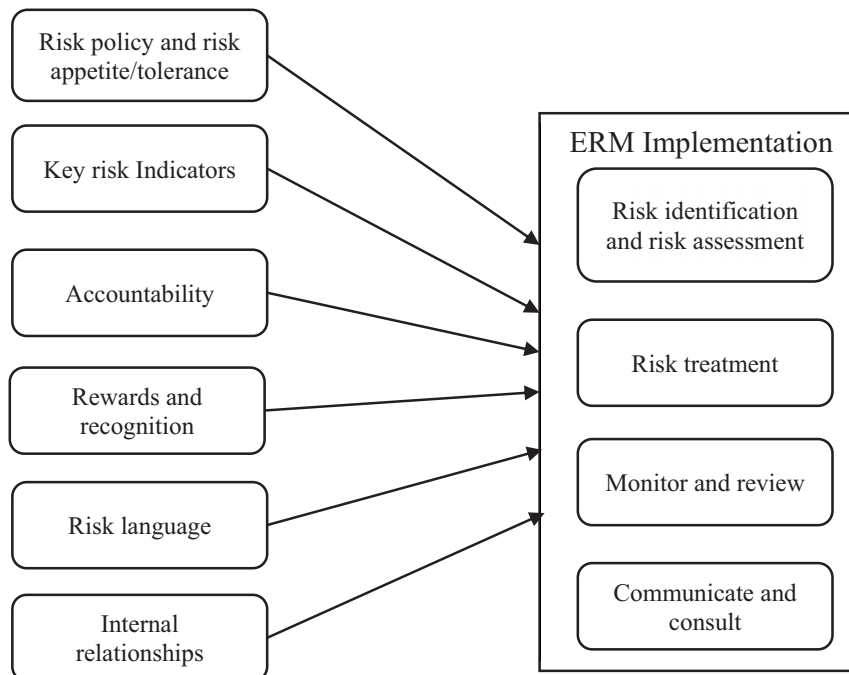 Risk policy and risk
appetite/tolerance
Key risk Indicators
Accountability
Rewards and
recognition
Risk language
Internal
relationships
ERM Implementation
Risk identification
and risk assessment
Risk treatment
Monitor and review
Communicate and
consult